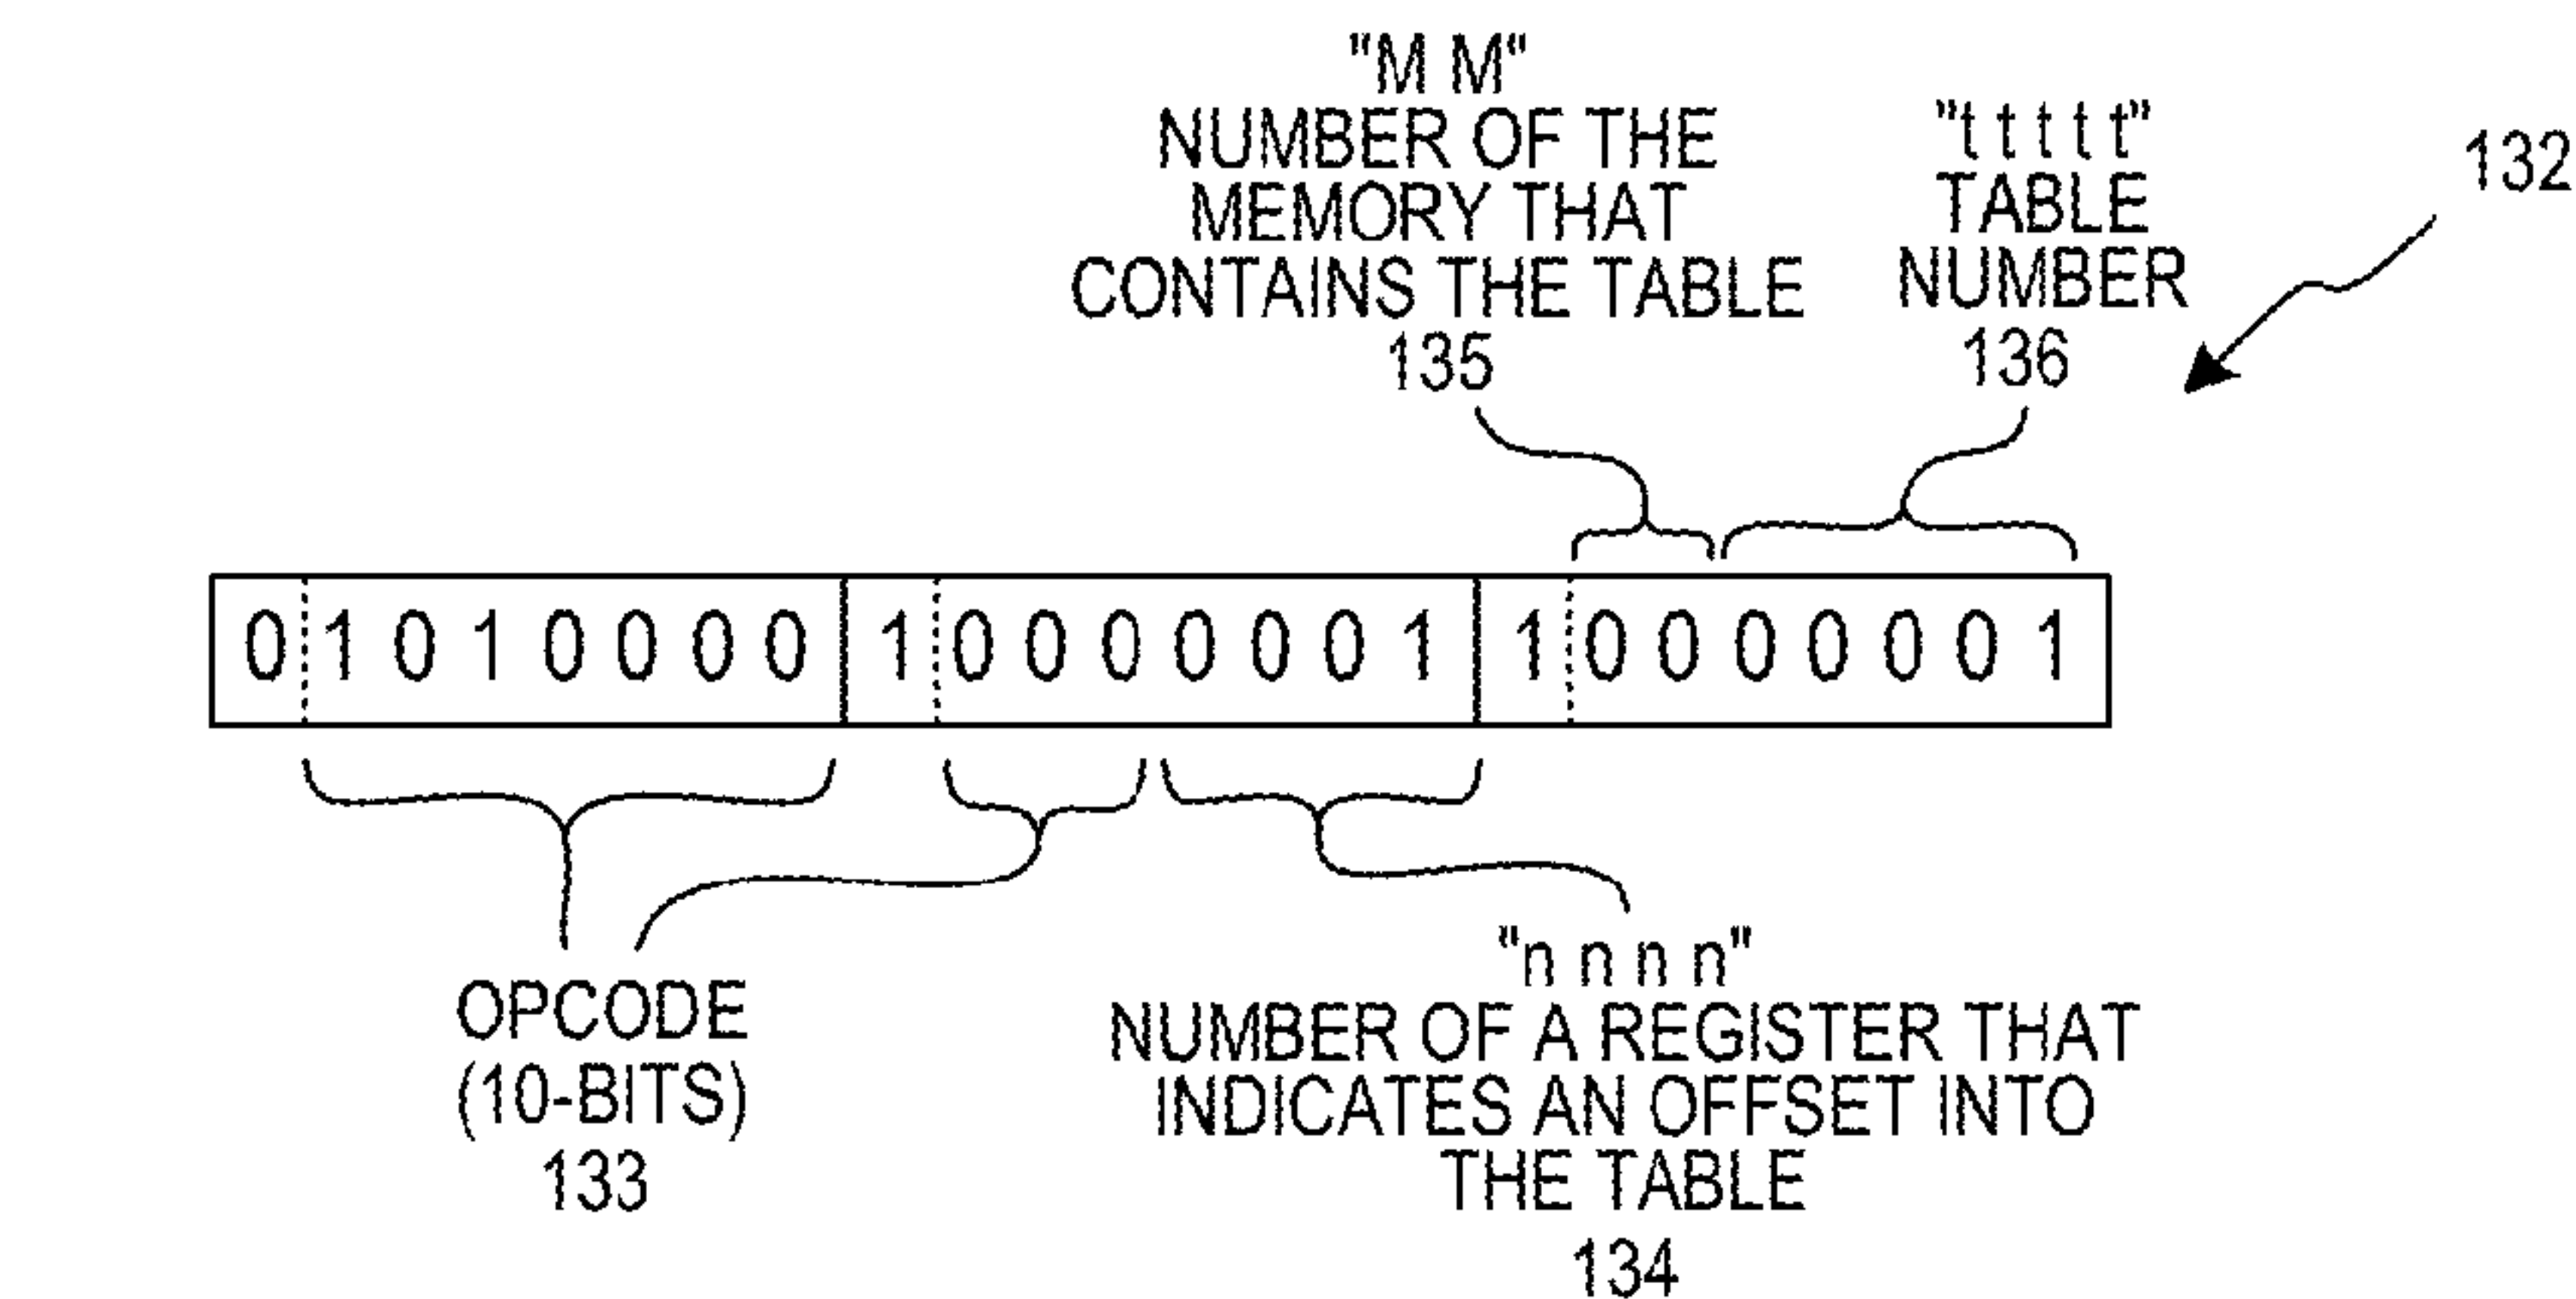 "M M"
NUMBER OF THE
MEMORY THAT
CONTAINS THE TABLE
135
"t t t t t"
TABLE
NUMBER
136
132
0 1 0 1 0 0 0 0 1 0 0 0 0 0 0 1 1 0 0 0 0 0 0 1
OPCODE
(10-BITS)
133
"n n n n"
NUMBER OF A REGISTER THAT
INDICATES AN OFFSET INTO
THE TABLE
134